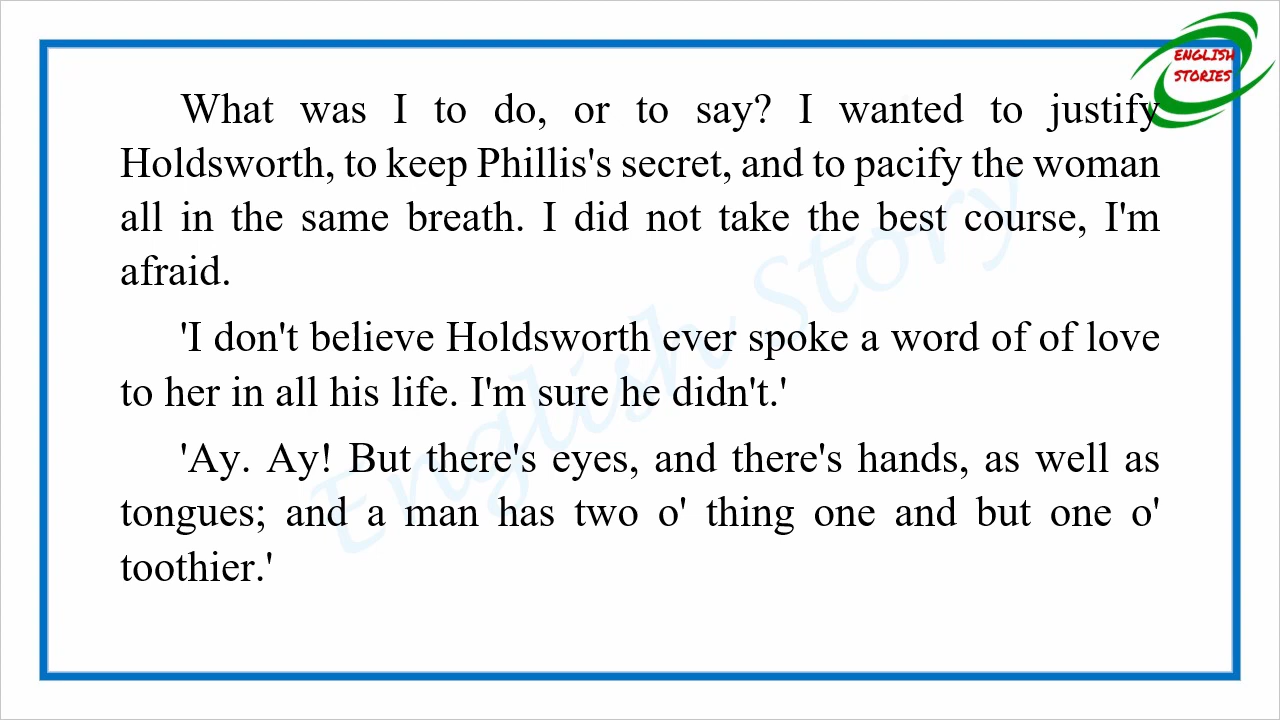 ENGLISH
STORIES
What was I to do, or to say? I wanted to justify
Holdsworth, to keep Phillis's secret, and to pacify the woman
all in the same breath. I did not take the best course, I'm
afraid.
'I don't believe Holdsworth ever spoke a word of of love
to her in all his life. I'm sure he didn't.'
'Ay. Ay! But there's eyes, and there's hands, as well as
tongues; and a man has two o' thing one and but one o'
toothier.'
English Story